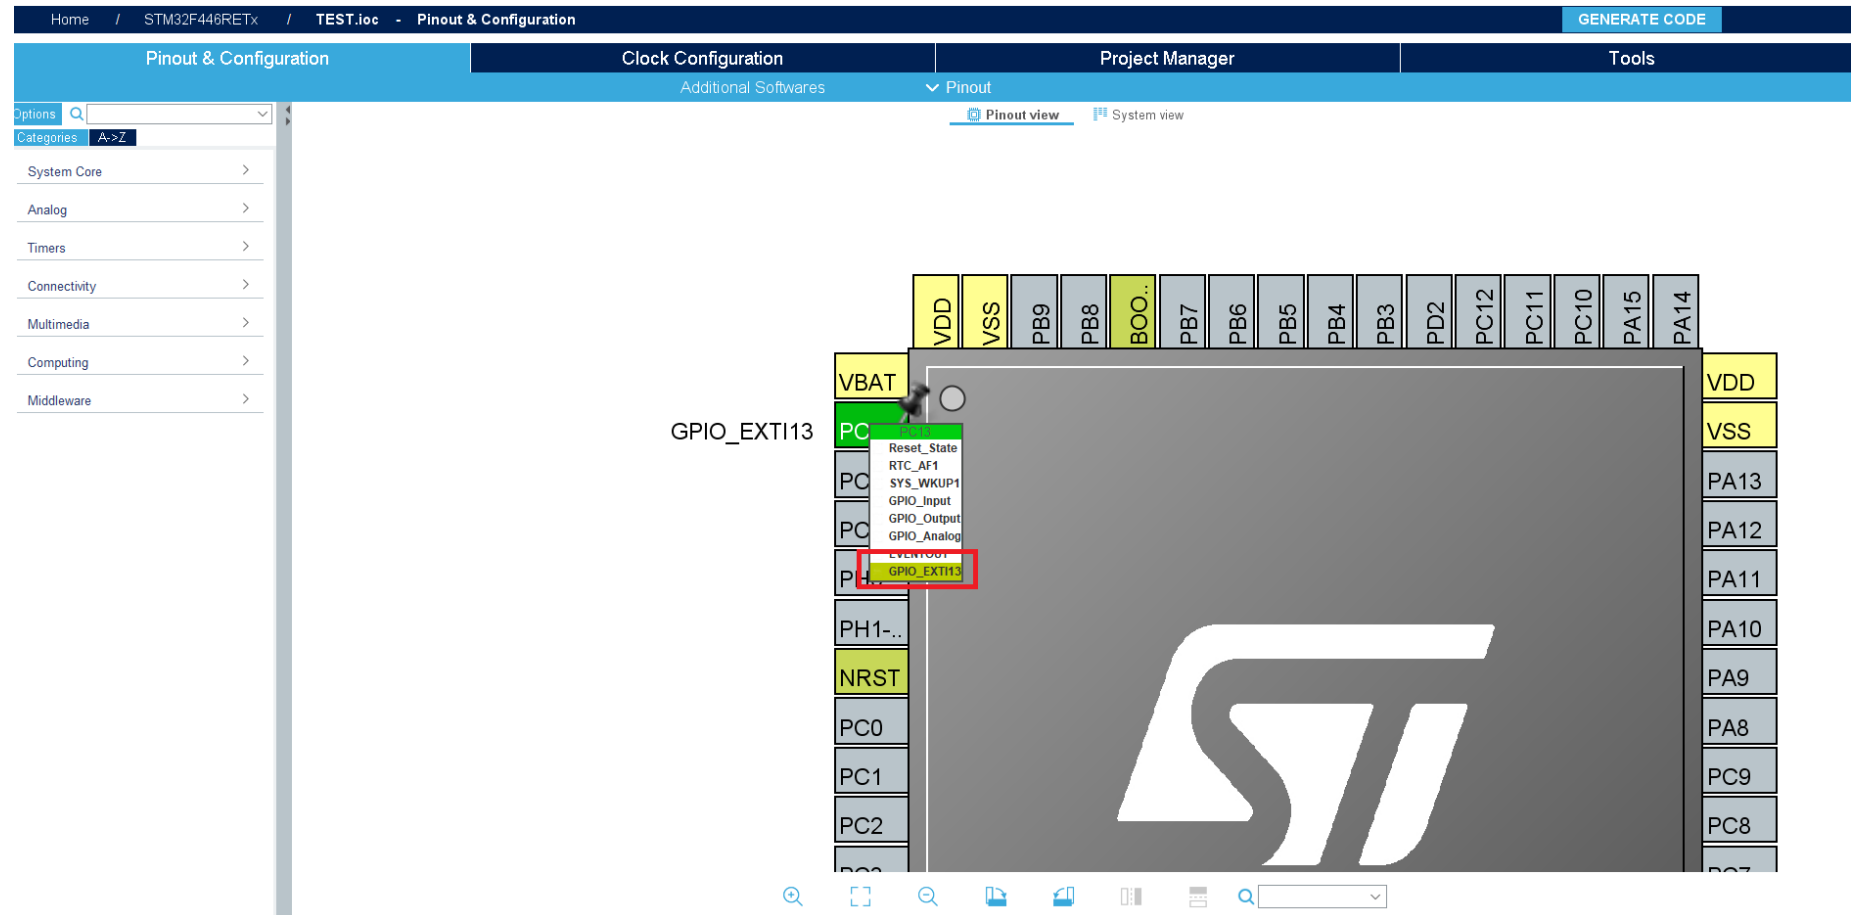 Home / STM32F446RETx / TEST.ioc - Pinout & Configuration GENERATE CODE
Pinout & Configuration Clock Configuration Project Manager Tools
Additional Softwares Pinout
Options
Categories A->Z
Pinout view System view
System Core
Analog
Timers
Connectivity
Multimedia
Computing
Middleware
VDD VSS PB9 PB8 BOO.. PB7 PB6 PB5 PB4 PB3 PD2 PC12 PC11 PC10 PA15 PA14
VBAT
GPIO_EXTI13 PC
PC13
Reset_State
RTC_AF1
SYS_WKUP1
GPIO_Input
GPIO_Output
GPIO_Analog
EVENTOUT
GPIO_EXTI13
PC
PC
PH1-..
NRST
PC0
PC1
PC2
VDD
VSS
PA13
PA12
PA11
PA10
PA9
PA8
PC9
PC8
ST